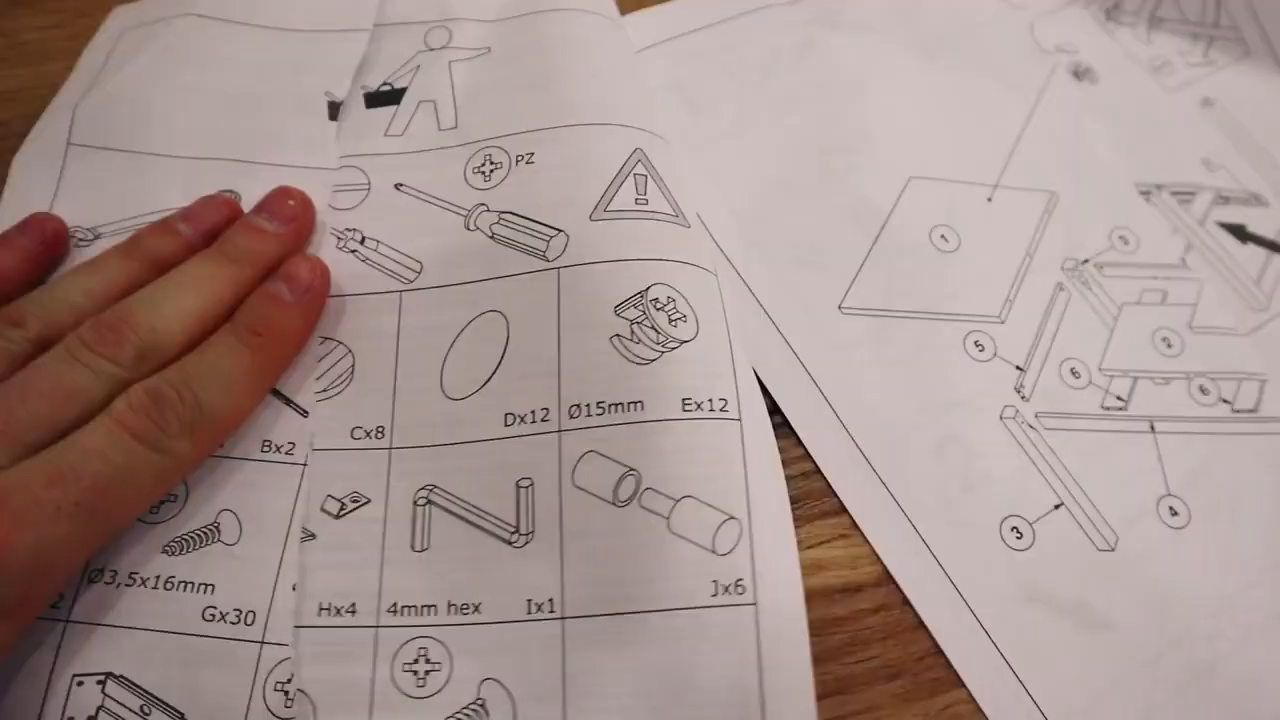 PZ
!
Ø15mm Ex12
Dx12
Cx8
Bx2
Ø3,5x16mm
Gx30
Hx4
4mm hex Ix1
Jx6
2
1
2
5
6
6
3
4